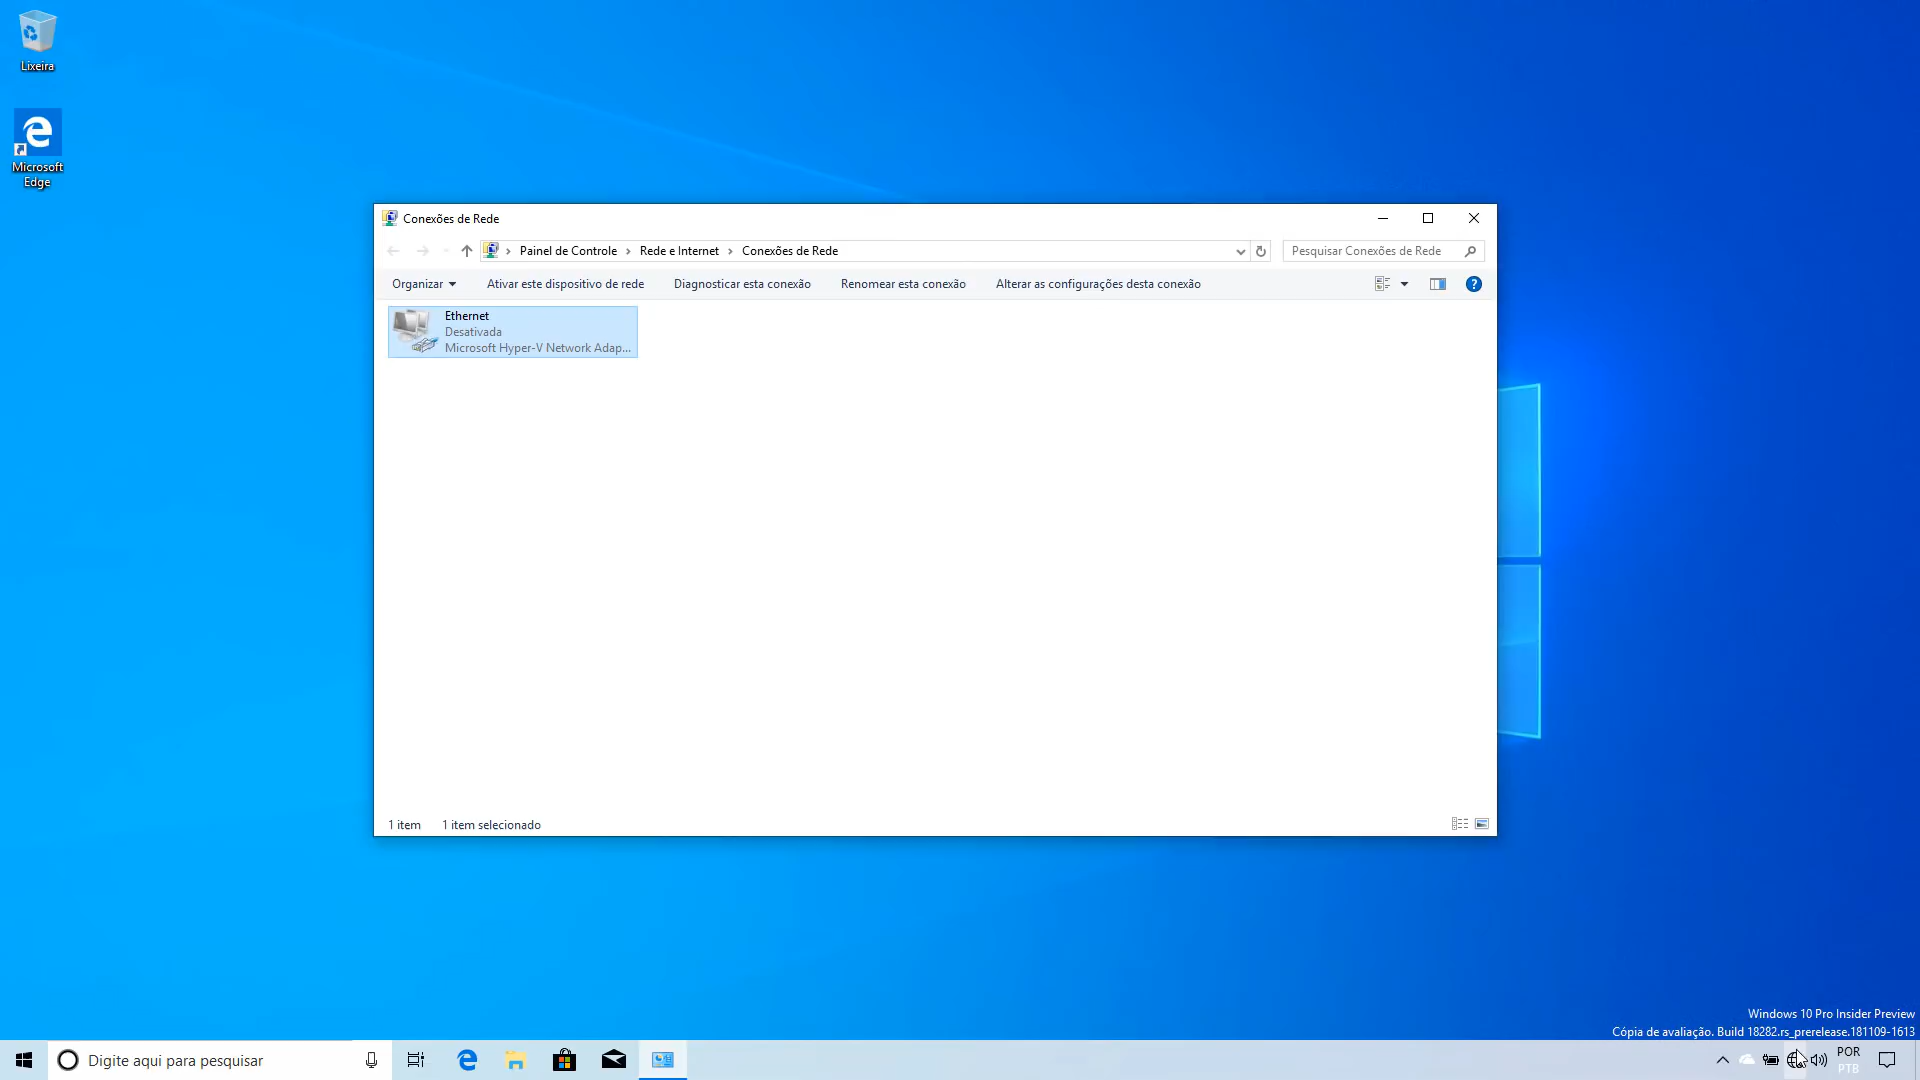 Lixeira
Microsoft
Edge
Conexões de Rede
Painel de Controle
Rede e Internet
Conexões de Rede
Pesquisar Conexões de Rede
Organizar
Ativar este dispositivo de rede
Diagnosticar esta conexão
Renomear esta conexão
Alterar as configurações desta conexão
Ethernet
Desativada
Microsoft Hyper-V Network Adap...
1 item
1 item selecionado
Windows 10 Pro Insider Preview
Cópia de avaliação. Build 18282.rs_prerelease.181109-1613
Digite aqui para pesquisar
POR
PTB